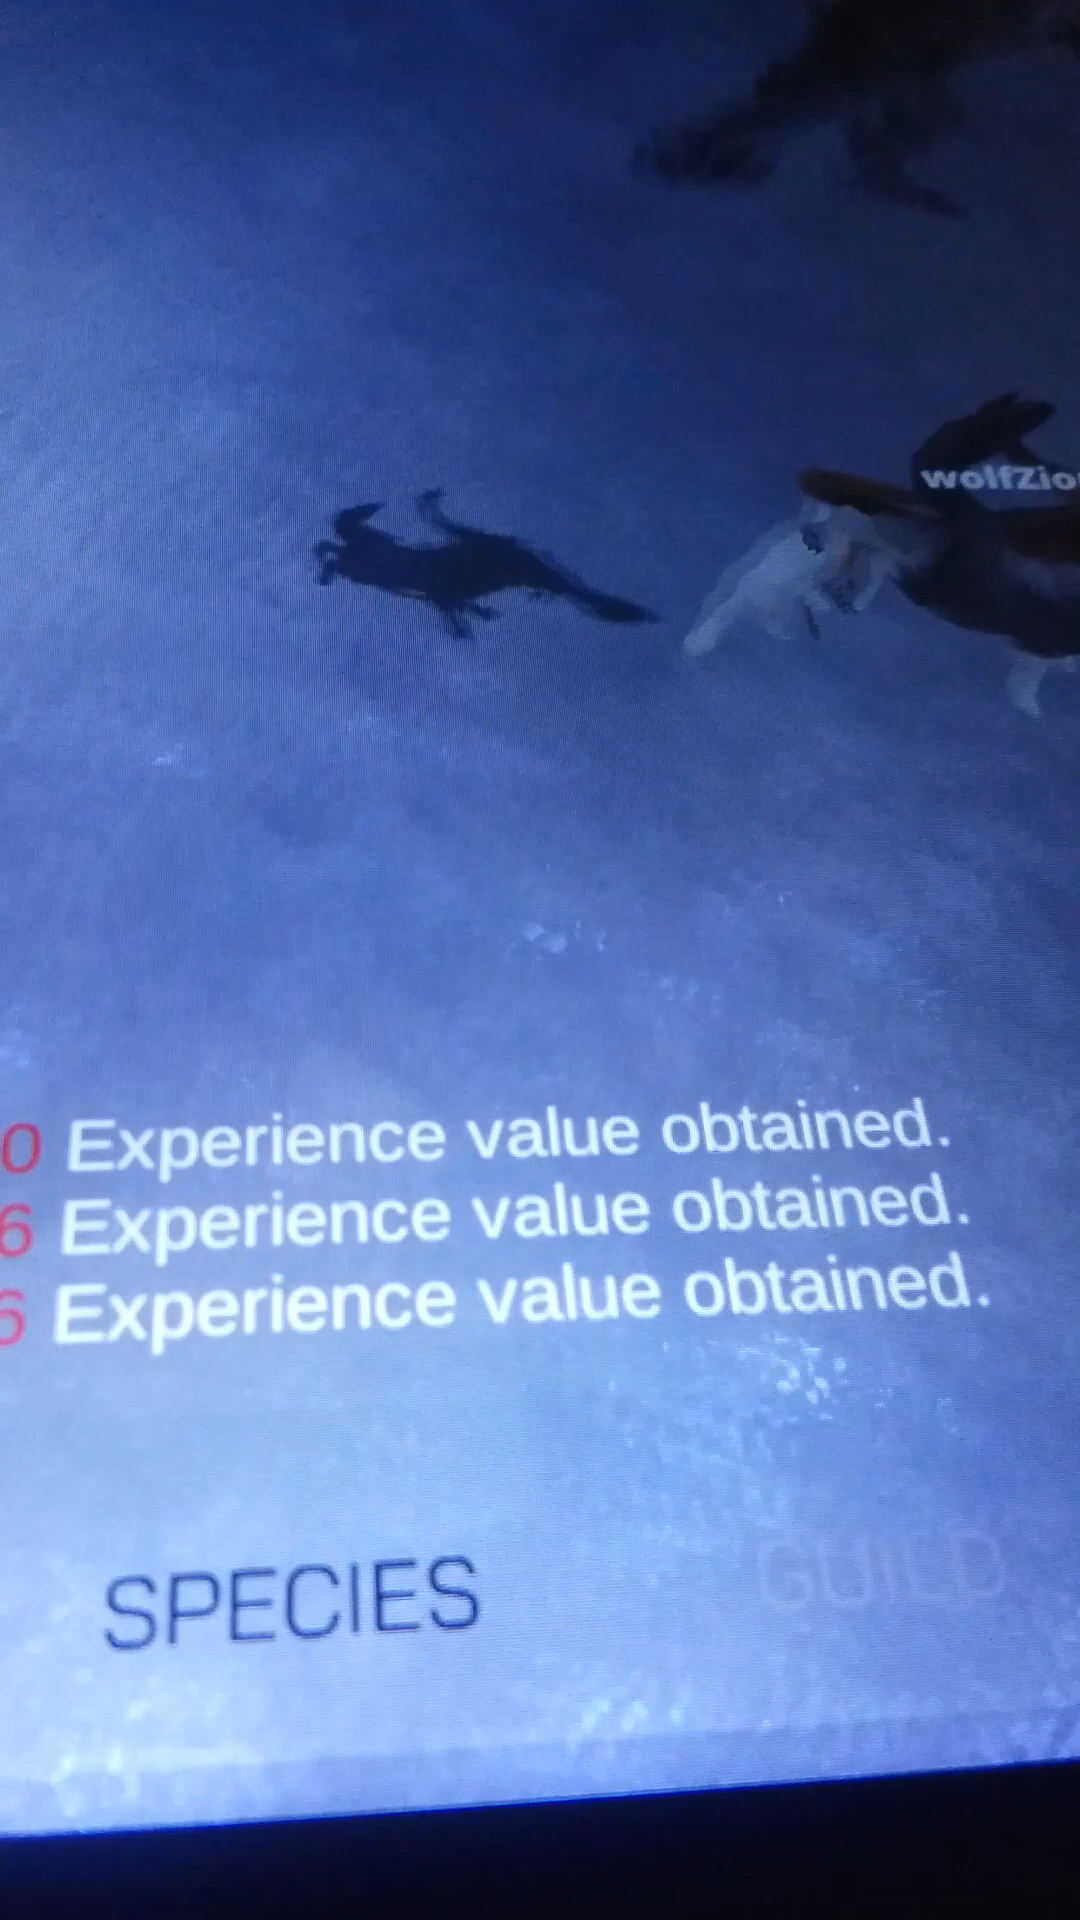 wolfZio
0 Experience value obtained.
6 Experience value obtained.
6 Experience value obtained.
SPECIES GUILD